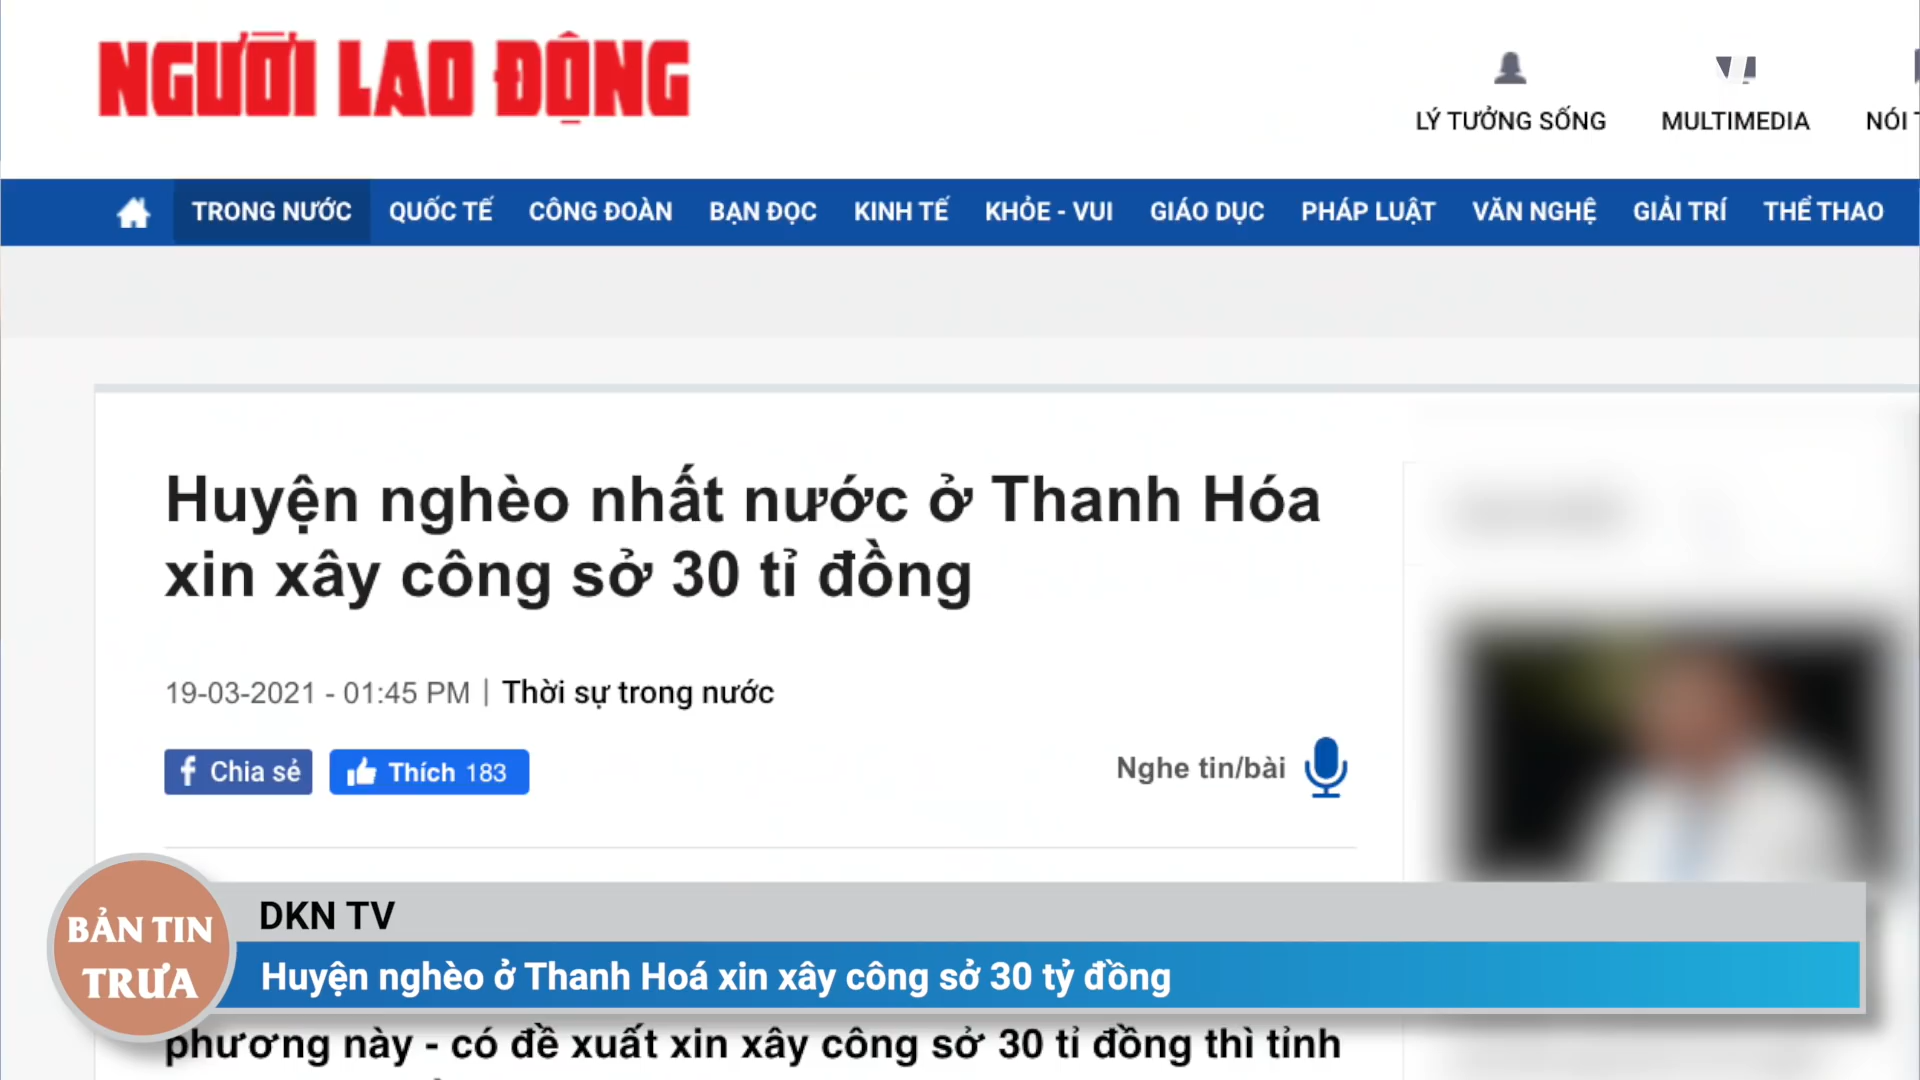 NGƯỜI LAO ĐỘNG
LÝ TƯỞNG SỐNG
MULTIMEDIA
NÓI
TRONG NƯỚC
QUỐC TẾ
CÔNG ĐOÀN
BẠN ĐỌC
KINH TẾ
KHỎE - VUI
GIÁO DỤC
PHÁP LUẬT
VĂN NGHỆ
GIẢI TRÍ
THỂ THAO
Huyện nghèo nhất nước ở Thanh Hóa
xin xây công sở 30 tỉ đồng
19-03-2021 - 01:45 PM | Thời sự trong nước
Chia sẻ
Thích 183
Nghe tin/bài
BẢN TIN
TRƯA
DKN TV
Huyện nghèo ở Thanh Hoá xin xây công sở 30 tỷ đồng
phương này - có đề xuất xin xây công sở 30 tỉ đồng thì tỉnh